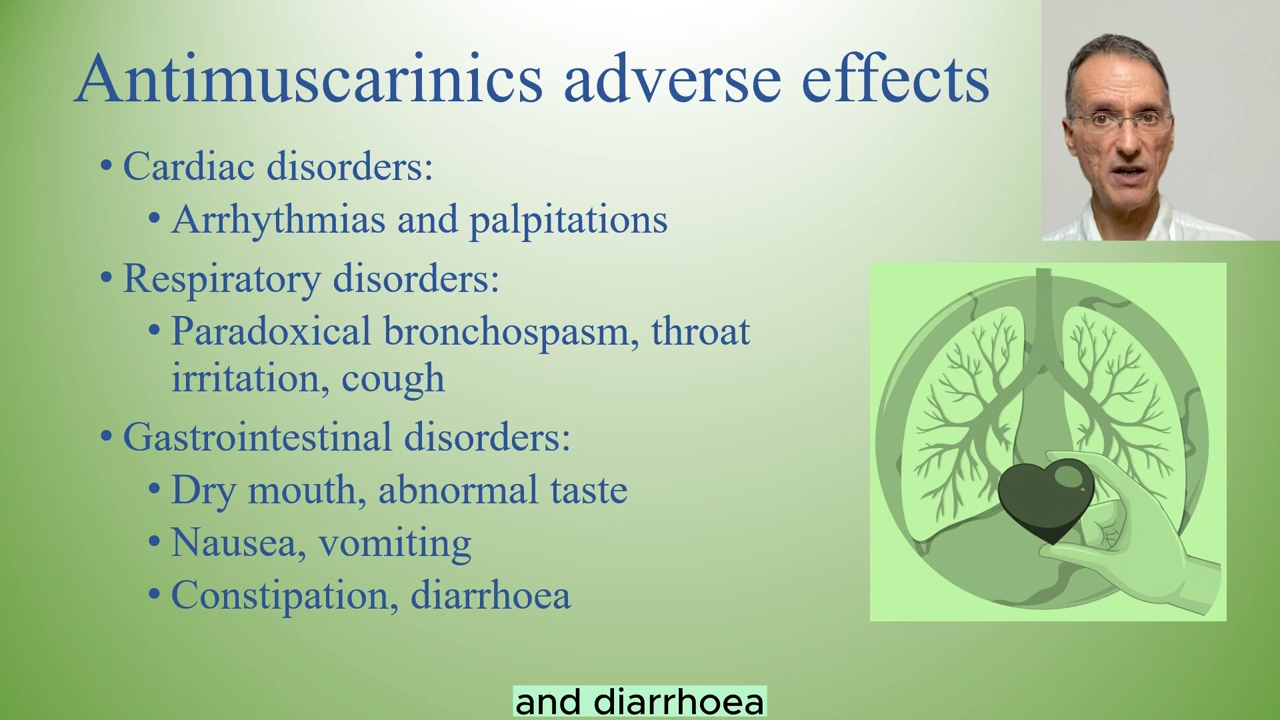 Antimuscarinics adverse effects
• Cardiac disorders:
• Arrhythmias and palpitations
• Respiratory disorders:
• Paradoxical bronchospasm, throat
irritation, cough
• Gastrointestinal disorders:
• Dry mouth, abnormal taste
• Nausea, vomiting
• Constipation, diarrhoea
and diarrhoea